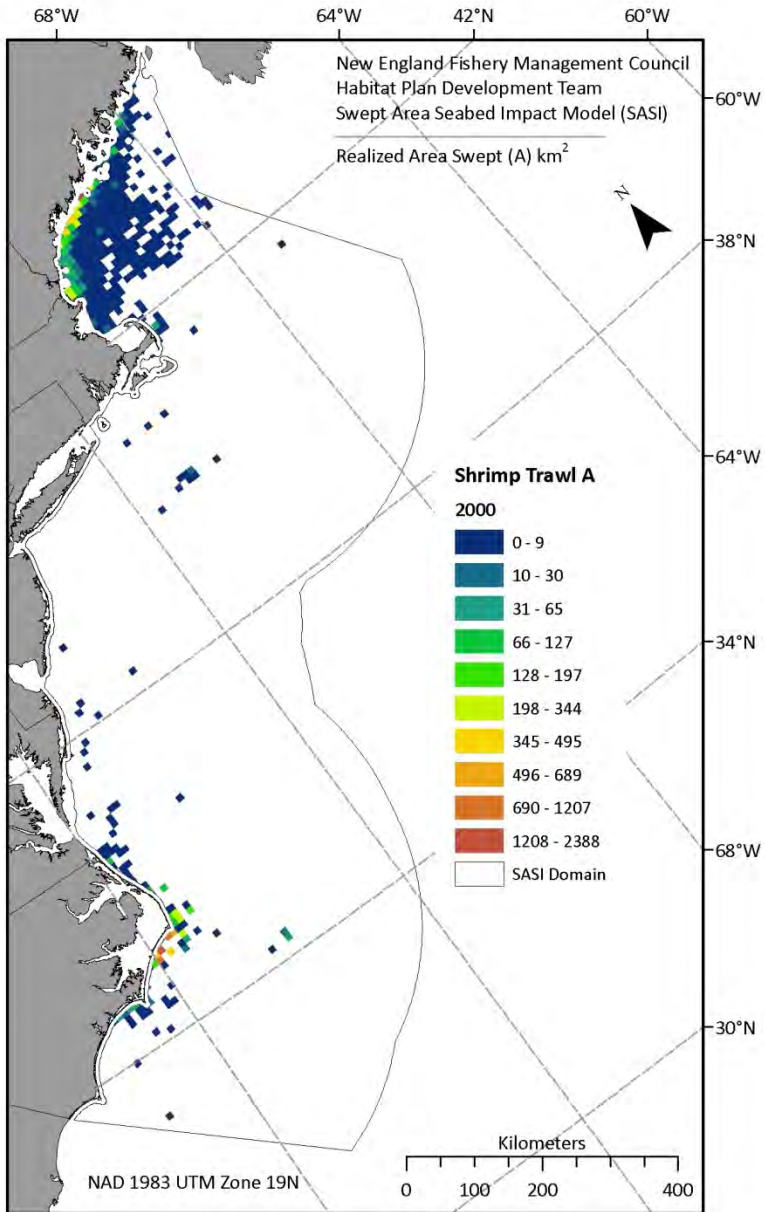 68°W 64°W 42°N 60°W
New England Fishery Management Council
Habitat Plan Development Team
Swept Area Seabed Impact Model (SASI)
Realized Area Swept (A) km²
60°W
N
38°N
64°W
Shrimp Trawl A
2000
0 - 9
10 - 30
31 - 65
66 - 127
128 - 197
198 - 344
345 - 495
496 - 689
690 - 1207
1208 - 2388
SASI Domain
34°N
68°W
30°N
Kilometers
0 100 200 400
NAD 1983 UTM Zone 19N